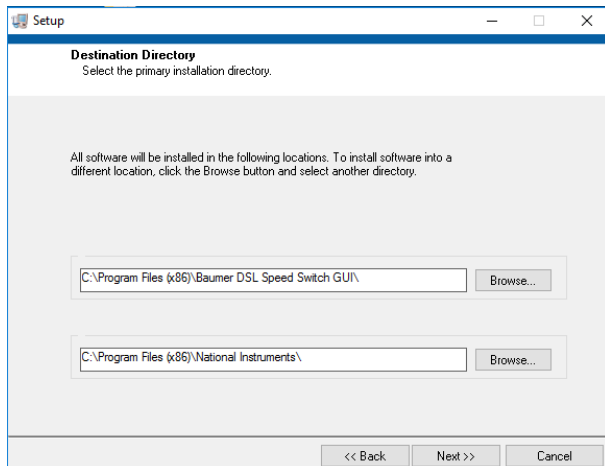 Setup
Destination Directory
Select the primary installation directory.
All software will be installed in the following locations. To install software into a
different location, click the Browse button and select another directory.
C:\Program Files (x86)\Baumer DSL Speed Switch GUI\
Browse...
C:\Program Files (x86)\National Instruments\
Browse...
<< Back
Next >>
Cancel